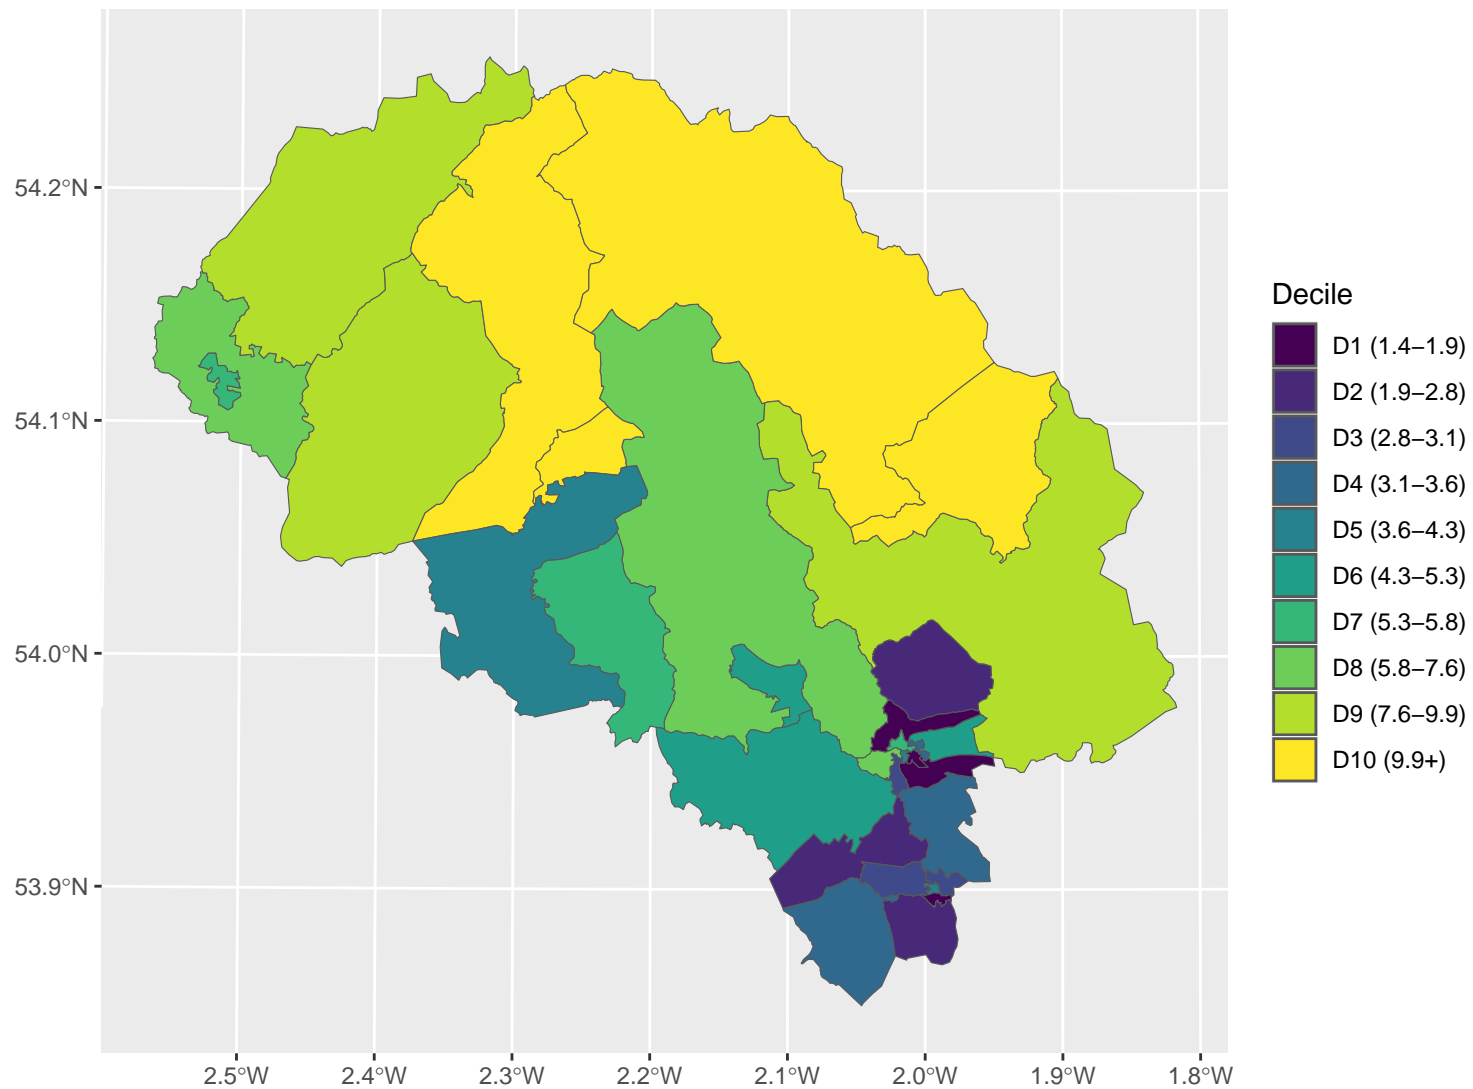 54.2°N
54.1°N
54.0°N
53.9°N
2.5°W 2.4°W 2.3°W 2.2°W 2.1°W 2.0°W 1.9°W 1.8°W
Decile
D1 (1.4–1.9)
D2 (1.9–2.8)
D3 (2.8–3.1)
D4 (3.1–3.6)
D5 (3.6–4.3)
D6 (4.3–5.3)
D7 (5.3–5.8)
D8 (5.8–7.6)
D9 (7.6–9.9)
D10 (9.9+)